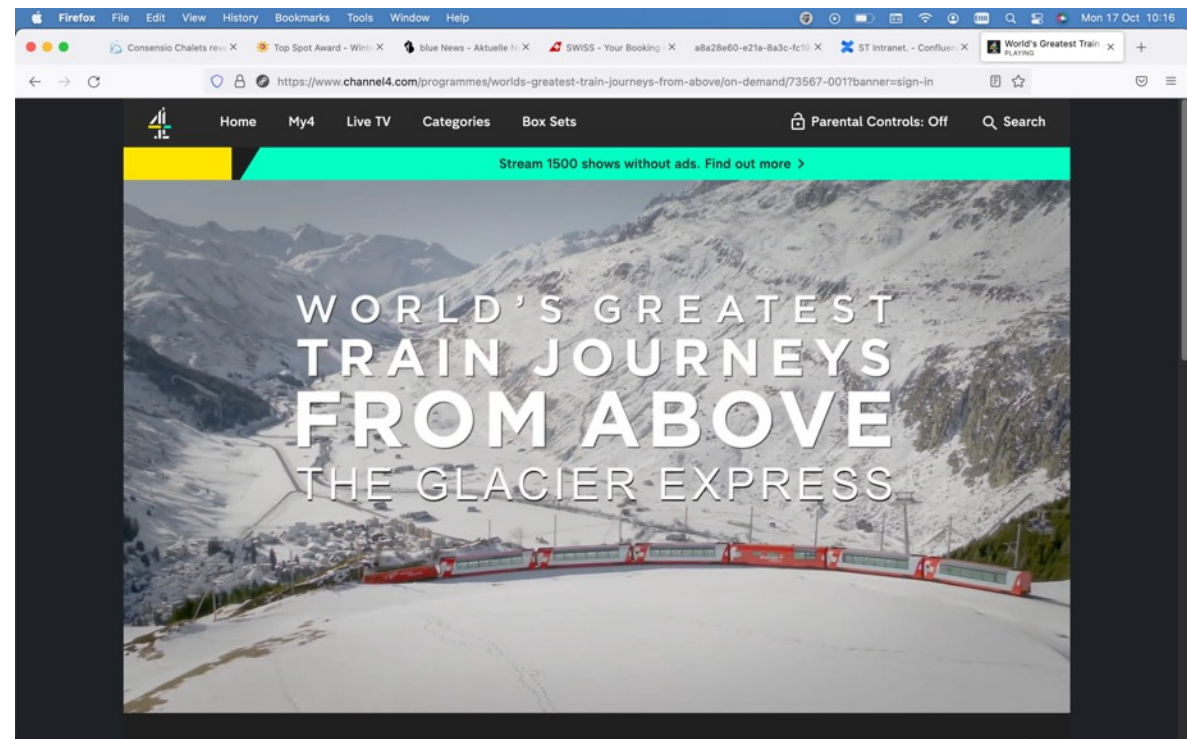 Firefox File Edit View History Bookmarks Tools Window Help Mon 17 Oct 10:16
Consensio Chalets revi Top Spot Award - Winte blue News - Aktuelle N SWISS - Your Booking a8a28e60-e21a-8a3c-fc19 ST Intranet. - Confluen World's Greatest Train
PLAYING
https://www.channel4.com/programmes/worlds-greatest-train-journeys-from-above/on-demand/73567-001?banner=sign-in
Home My4 Live TV Categories Box Sets Parental Controls: Off Search
Stream 1500 shows without ads. Find out more >
WORLD'S GREATEST
TRAIN JOURNEYS
FROM ABOVE
THE GLACIER EXPRESS